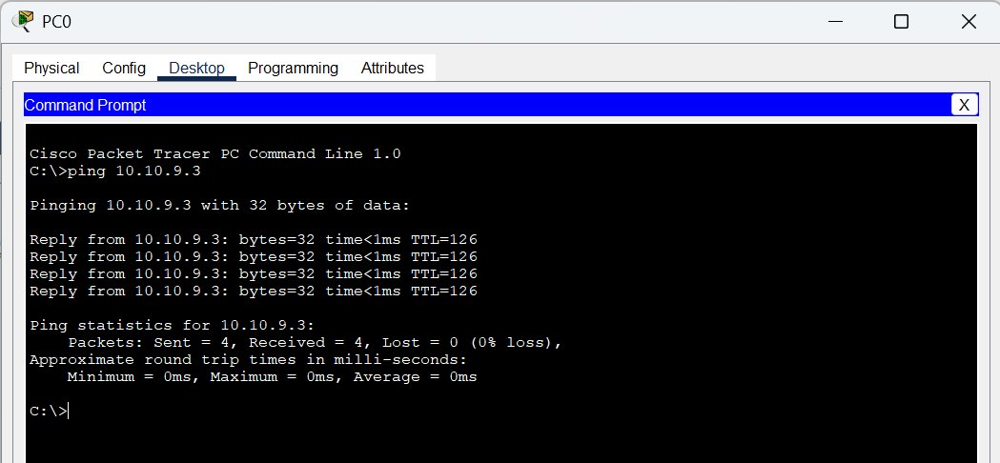 PC0
Physical Config Desktop Programming Attributes
Command Prompt X
Cisco Packet Tracer PC Command Line 1.0
C:\>ping 10.10.9.3
Pinging 10.10.9.3 with 32 bytes of data:
Reply from 10.10.9.3: bytes=32 time<1ms TTL=126
Reply from 10.10.9.3: bytes=32 time<1ms TTL=126
Reply from 10.10.9.3: bytes=32 time<1ms TTL=126
Reply from 10.10.9.3: bytes=32 time<1ms TTL=126
Ping statistics for 10.10.9.3:
Packets: Sent = 4, Received = 4, Lost = 0 (0% loss),
Approximate round trip times in milli-seconds:
Minimum = 0ms, Maximum = 0ms, Average = 0ms
C:\>